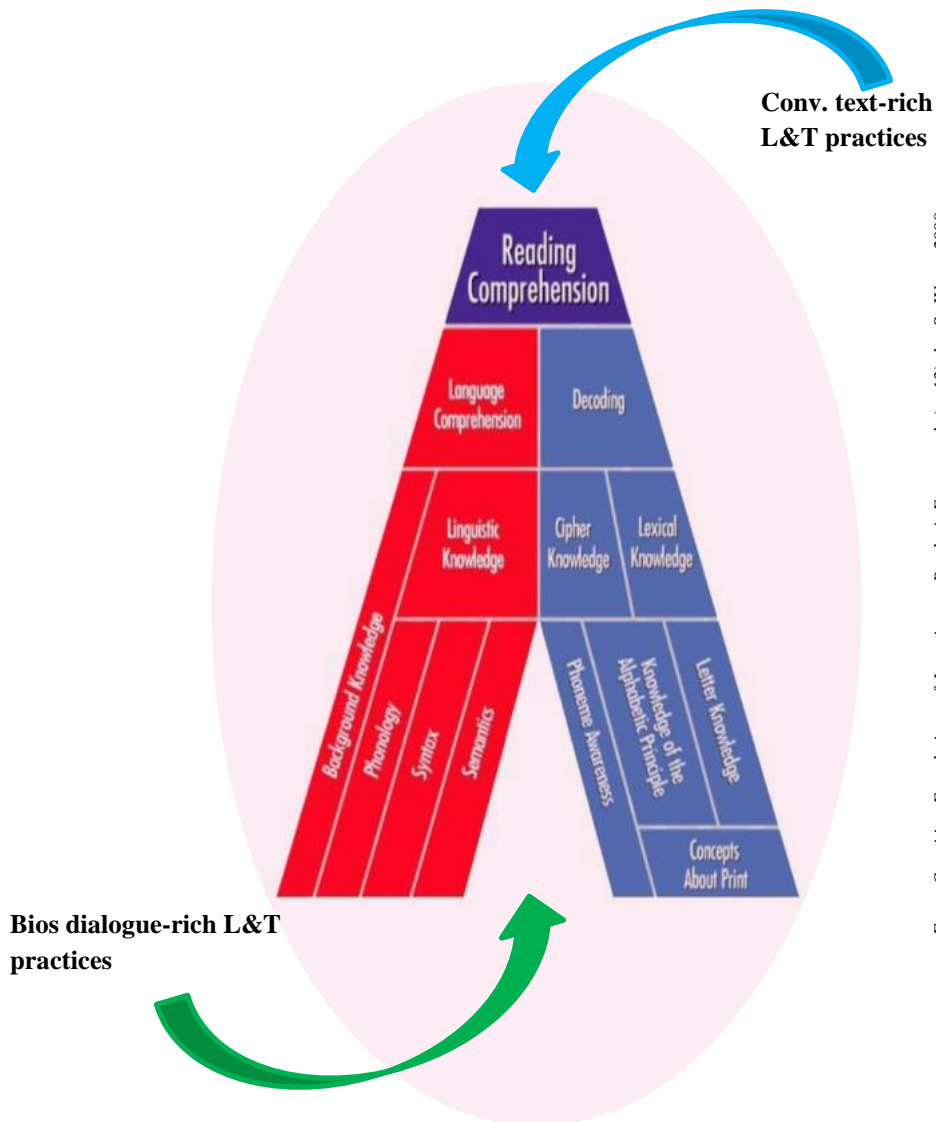 Conv. text-rich
L&T practices
Reading
Comprehension
Language
Comprehension
Decoding
Linguistic
Knowledge
Cipher
Knowledge
Lexical
Knowledge
Background Knowledge
Phonology
Syntax
Semantics
Phoneme Awareness
Knowledge of the
Alphabetic Principle
Letter Knowledge
Concepts
About Print
Bios dialogue-rich L&T
practices